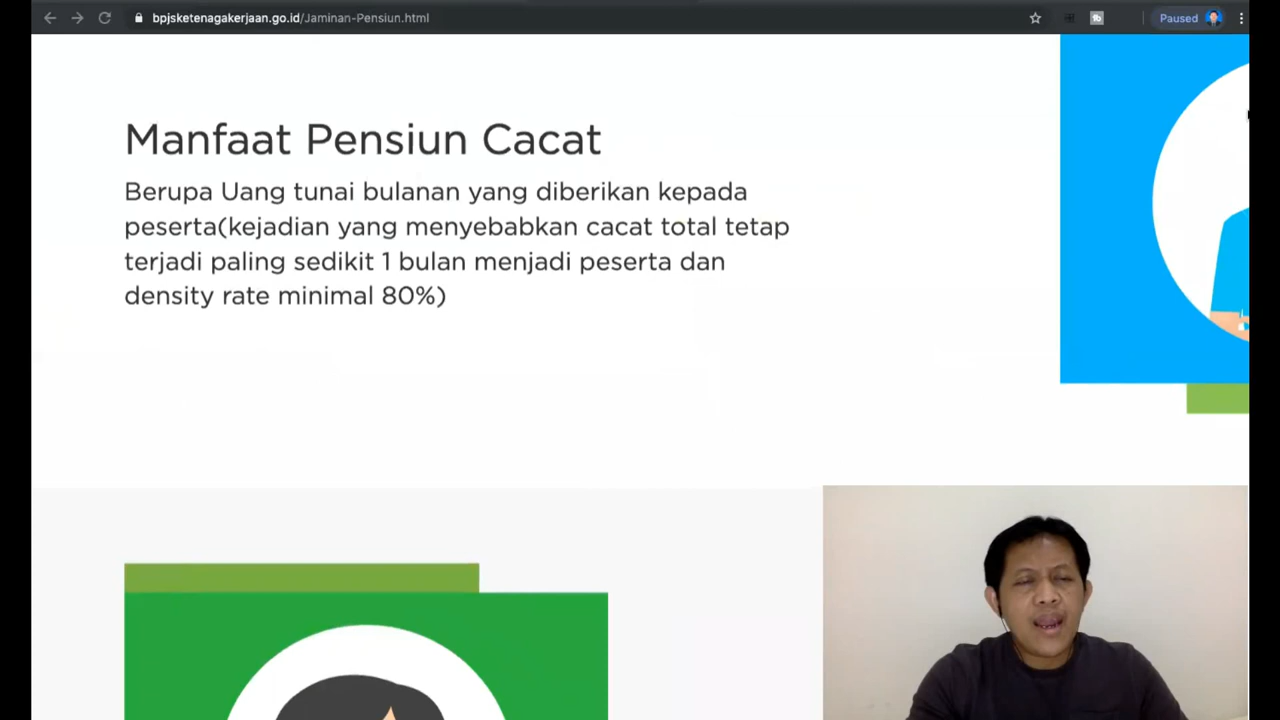 bpjsketenagakerjaan.go.id/Jaminan-Pensiun.html
Paused
Manfaat Pensiun Cacat
Berupa Uang tunai bulanan yang diberikan kepada
peserta(kejadian yang menyebabkan cacat total tetap
terjadi paling sedikit 1 bulan menjadi peserta dan
density rate minimal 80%)